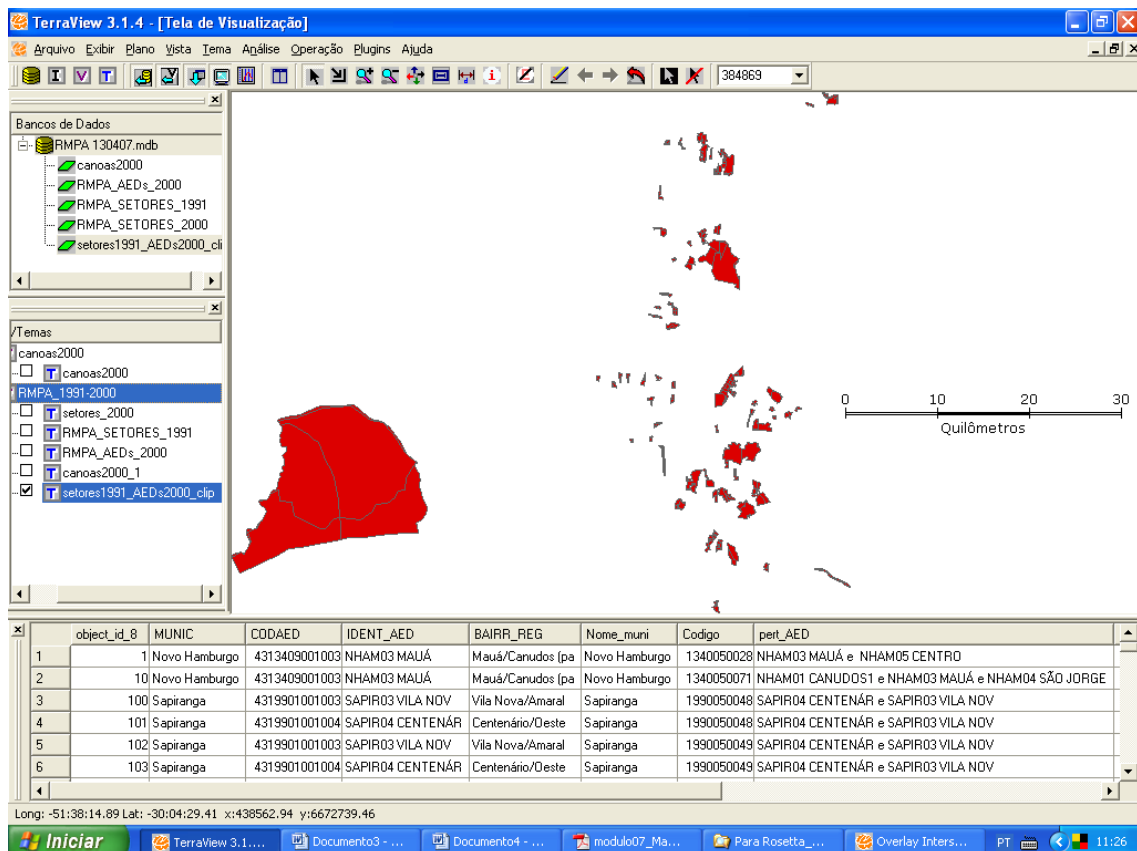 TerraView 3.1.4 - [Tela de Visualização]
Arquivo Exibir Plano Vista Tema Análise Operação Plugins Ajuda
I V T 384869
Bancos de Dados
RMPA 130407.mdb
canoas2000
RMPA_AEDs_2000
RMPA_SETORES_1991
RMPA_SETORES_2000
setores1991_AEDs2000_cli
/Temas
canoas2000
T canoas2000
RMPA_1991-2000
T setores_2000
T RMPA_SETORES_1991
T RMPA_AEDs_2000
T canoas2000_1
T setores1991_AEDs2000_clip
0 10 20 30
Quilômetros
object_id_8 MUNIC CODAED IDENT_AED BAIRR_REG Nome_muni Codigo pert_AED
1 1 Novo Hamburgo 4313409001003 NHAM03 MAUÁ Mauá/Canudos (pa Novo Hamburgo 1340050028 NHAM03 MAUÁ e NHAM05 CENTRO
2 10 Novo Hamburgo 4313409001003 NHAM03 MAUÁ Mauá/Canudos (pa Novo Hamburgo 1340050071 NHAM01 CANUDOS1 e NHAM03 MAUÁ e NHAM04 SÃO JORGE
3 100 Sapiranga 4319901001003 SAPIR03 VILA NOV Vila Nova/Amaral Sapiranga 1990050048 SAPIR04 CENTENÁR e SAPIR03 VILA NOV
4 101 Sapiranga 4319901001004 SAPIR04 CENTENÁR Centenário/Oeste Sapiranga 1990050048 SAPIR04 CENTENÁR e SAPIR03 VILA NOV
5 102 Sapiranga 4319901001003 SAPIR03 VILA NOV Vila Nova/Amaral Sapiranga 1990050049 SAPIR04 CENTENÁR e SAPIR03 VILA NOV
6 103 Sapiranga 4319901001004 SAPIR04 CENTENÁR Centenário/Oeste Sapiranga 1990050049 SAPIR04 CENTENÁR e SAPIR03 VILA NOV
Long: -51:38:14.89 Lat: -30:04:29.41 x:438562.94 y:6672739.46
Iniciar TerraView 3.1.... Documento3 - ... Documento4 - ... modulo07_Ma... Para Rosetta_... Overlay Inters... PT 11:26